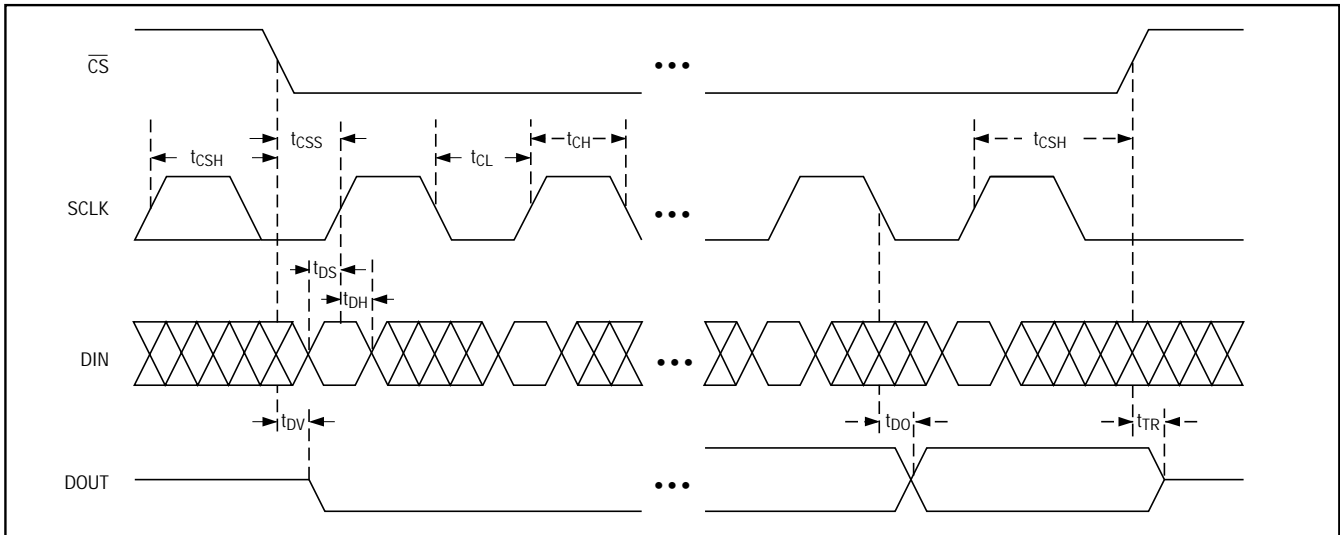 CS
tCSS
tCH
tCSH
tCL
tCSH
SCLK
tDS
tDH
DIN
tDV
tDO
tTR
DOUT